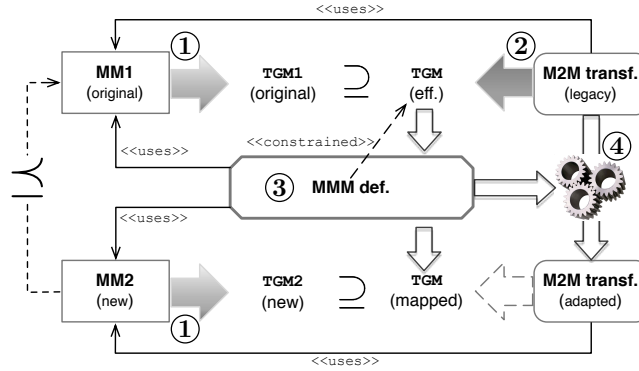 <<uses>>
① ②
MM1
(original)
TGM1
(original)
⊇
TGM
(eff.)
M2M transf.
(legacy)
<<uses>>
<<constrained>>
④
③ MMM def.
<<uses>>
MM2
(new)
TGM2
(new)
⊇
TGM
(mapped)
M2M transf.
(adapted)
①
<<uses>>